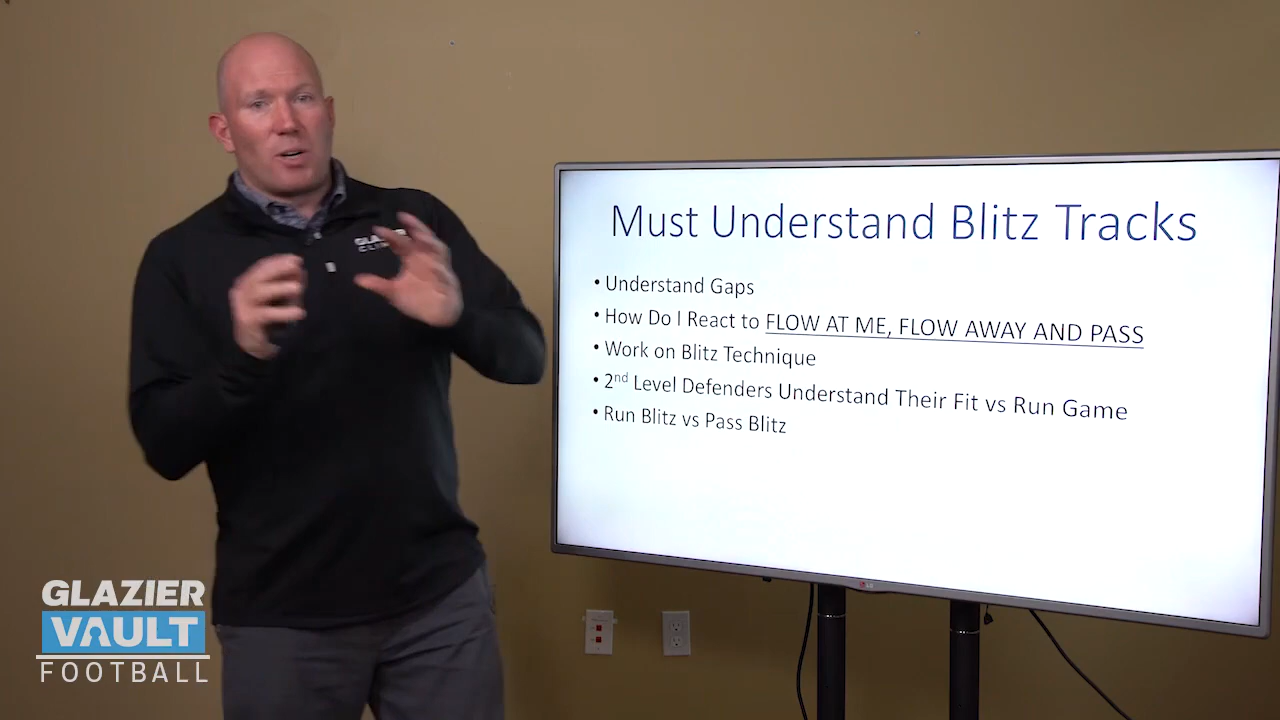 GLAZIER
Must Understand Blitz Tracks
• Understand Gaps
• How Do I React to FLOW AT ME, FLOW AWAY AND PASS
• Work on Blitz Technique
• 2nd Level Defenders Understand Their Fit vs Run Game
• Run Blitz vs Pass Blitz
LG
GLAZIER
VAULT
FOOTBALL